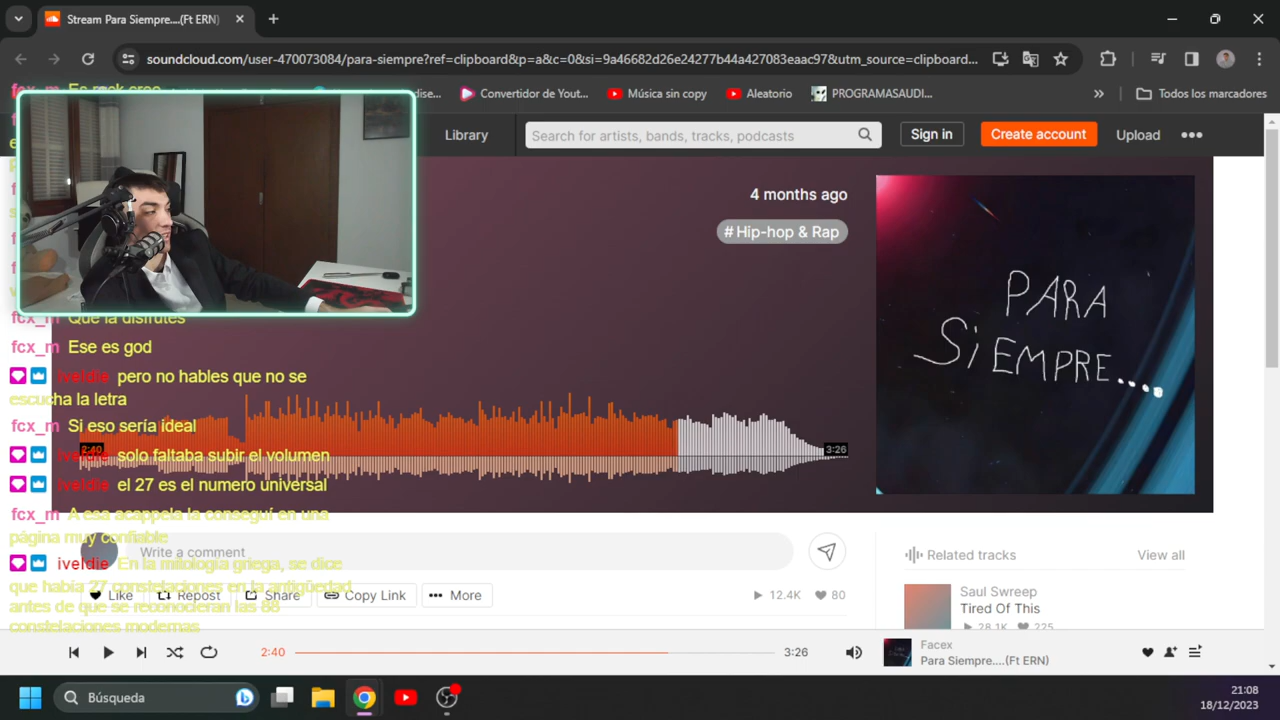 Stream Para Siempre....(Ft ERN)
soundcloud.com/user-470073084/para-siempre?ref=clipboard&p=a&c=0&si=9a46682d26e24277b44a427083eaac97&utm_source=clipboard...
Convertidor de Yout...
Música sin copy
Aleatorio
PROGRAMASAUDI...
Todos los marcadores
Library
Search for artists, bands, tracks, podcasts
Sign in
Create account
Upload
4 months ago
# Hip-hop & Rap
PARA
SiEMPRE....
fcx_m Que la disfrutes
fcx_m Ese es god
iveldie pero no hables que no se
escucha la letra
fcx_m Si eso sería ideal
iveldie solo faltaba subir el volumen
iveldie el 27 es el numero universal
fcx_m A esa acappela la conseguí en una
página muy confiable
iveldie En la mitología griega, se dice
que había 27 constelaciones en la antigüedad
antes de que se reconocieran las 88
constelaciones modernas
2:40
3:26
Write a comment
Like
Repost
Share
Copy Link
More
12.4K
80
Related tracks
View all
Saul Sweep
Tired Of This
28.1K
225
2:40
3:26
Facex
Para Siempre....(Ft ERN)
Búsqueda
21:08
18/12/2023